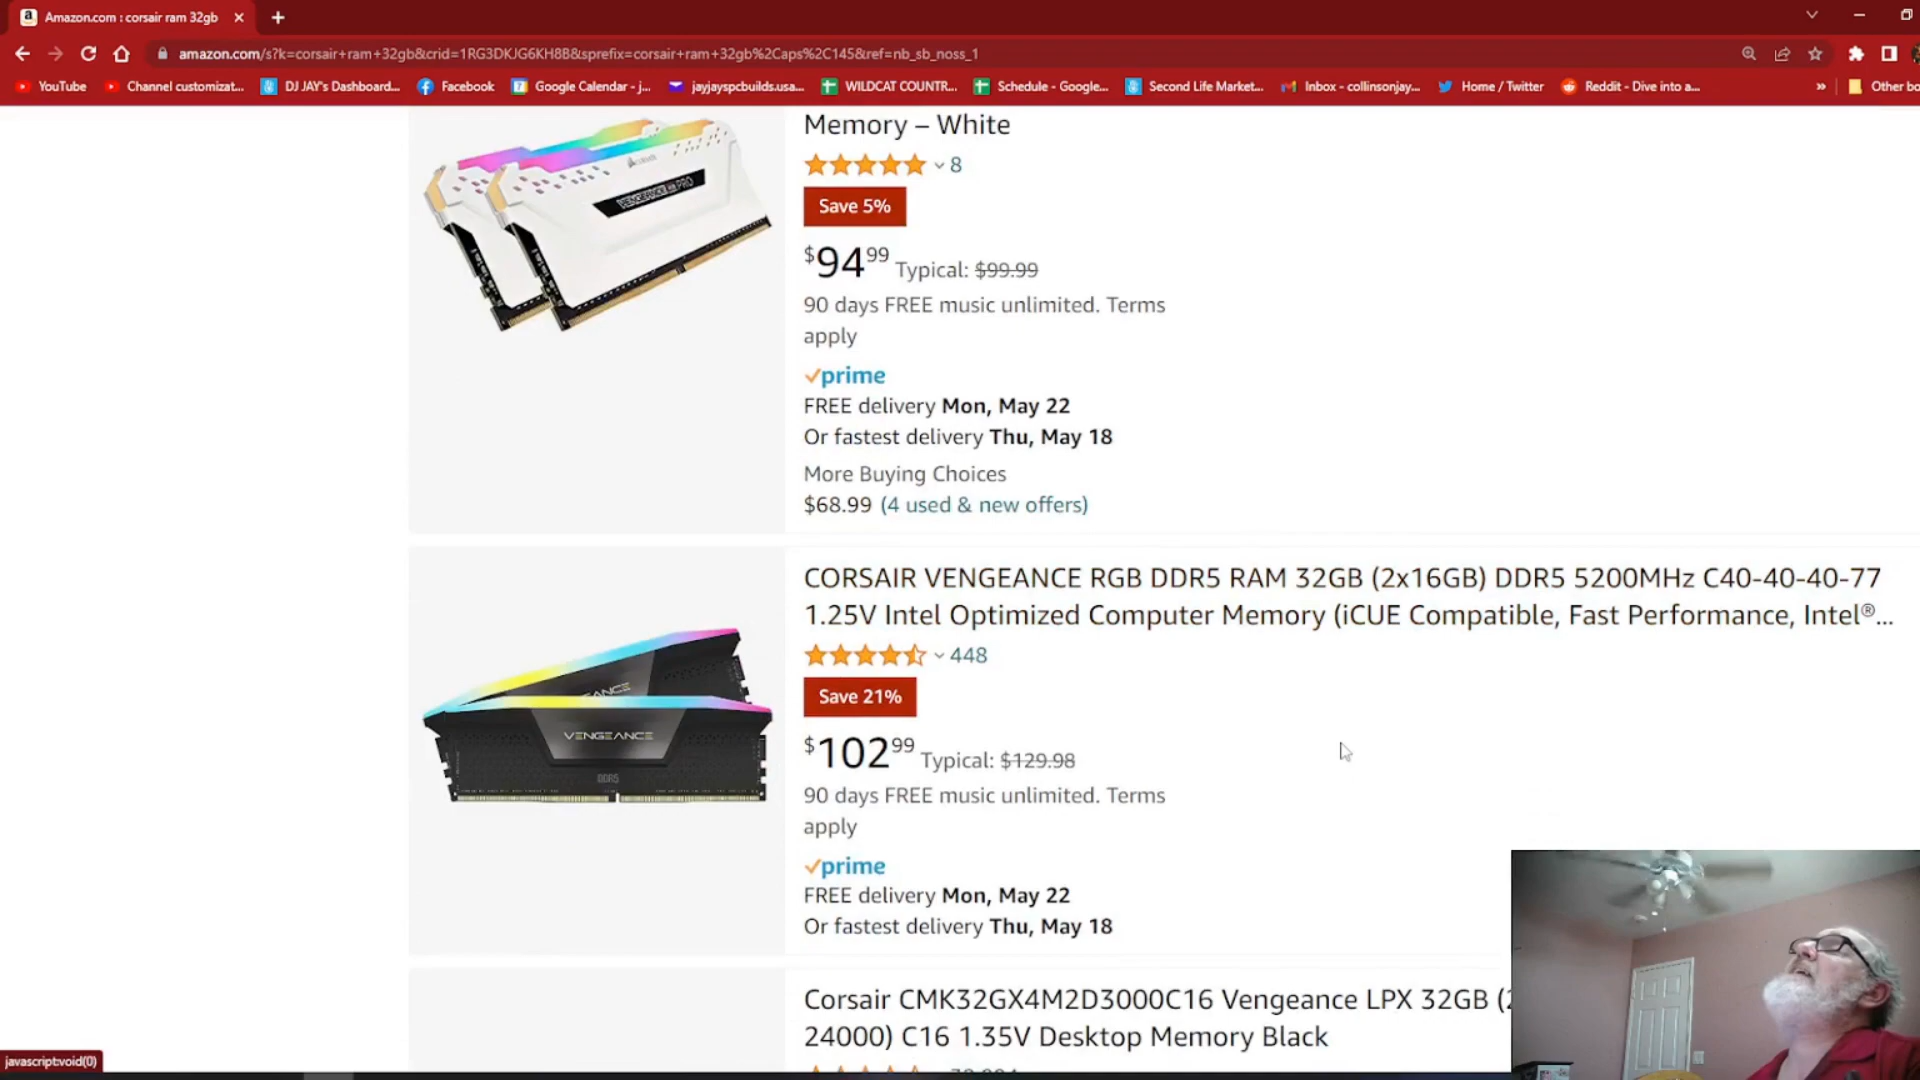 Amazon.com : corsair ram 32gb
amazon.com/s?k=corsair+ram+32gb&crid=1RG3DKJG6KH8B&sprefix=corsair+ram+32gb%2Caps%2C145&ref=nb_sb_noss_1
YouTube Channel customizat... DJ JAY's Dashboard... Facebook Google Calendar - j... jayjayspcbuilds.usa... WILDCAT COUNTR... Schedule - Google... Second Life Market... Inbox - collinsonjay... Home / Twitter Reddit - Dive into a... » Other bo
Memory – White
8
Save 5%
$94.99 Typical: $99.99
90 days FREE music unlimited. Terms
apply
prime
FREE delivery Mon, May 22
Or fastest delivery Thu, May 18
More Buying Choices
$68.99 (4 used & new offers)
VENGEANCE RGB PRO
CORSAIR VENGEANCE RGB DDR5 RAM 32GB (2x16GB) DDR5 5200MHz C40-40-40-77
1.25V Intel Optimized Computer Memory (iCUE Compatible, Fast Performance, Intel®...
448
Save 21%
$102.99 Typical: $129.98
90 days FREE music unlimited. Terms
apply
prime
FREE delivery Mon, May 22
Or fastest delivery Thu, May 18
VENGEANCE
DDR5
Corsair CMK32GX4M2D3000C16 Vengeance LPX 32GB (
24000) C16 1.35V Desktop Memory Black
javascript:void(0)